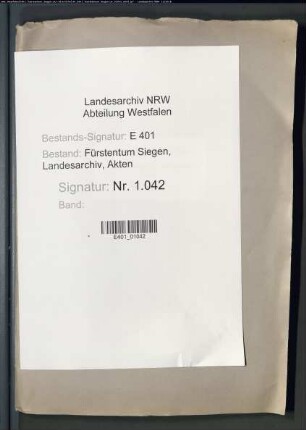 Landesarchiv NRW
Abteilung Westfalen
Bestands-Signatur: E 401
Bestand: Fürstentum Siegen,
Landesarchiv, Akten
Signatur: Nr. 1.042
Band:
E401_01042